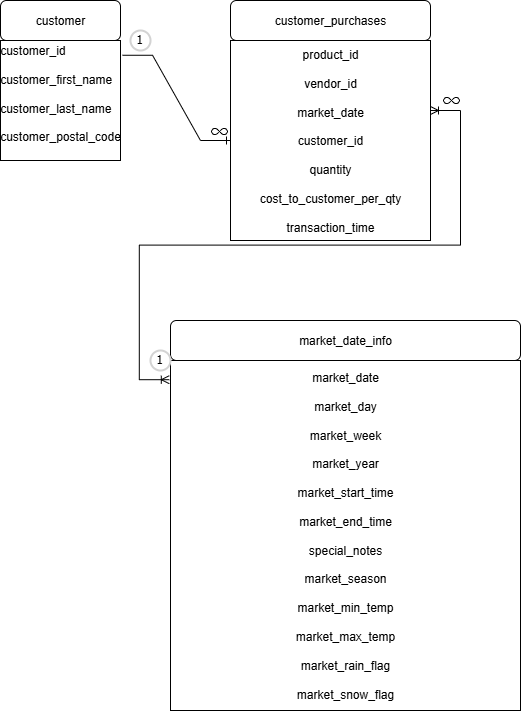 customer
customer_id
customer_first_name
customer_last_name
customer_postal_code
1
∞
customer_purchases
product_id
vendor_id
market_date
customer_id
quantity
cost_to_customer_per_qty
transaction_time
∞
1
market_date_info
market_date
market_day
market_week
market_year
market_start_time
market_end_time
special_notes
market_season
market_min_temp
market_max_temp
market_rain_flag
market_snow_flag